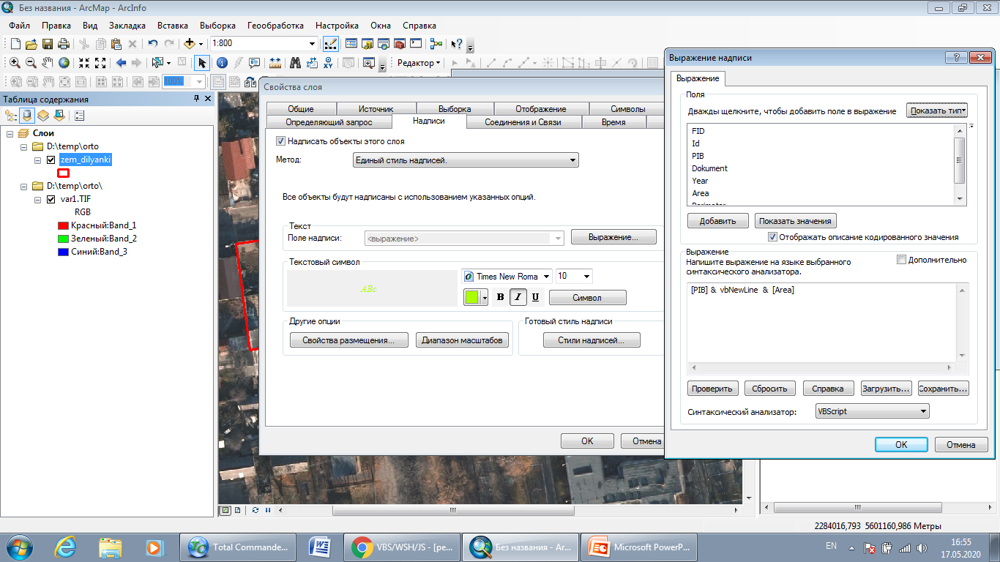 Без названия - ArcMap - ArcInfo
Файл Правка Вид Закладка Вставка Выборка Геообработка Настройка Окна Справка
1:800
Редактор
100%
Таблица содержания
Слои
D:\temp\orto
zem_dilyanki
D:\temp\orto\
var1.TIF
RGB
Красный:Band_1
Зеленый:Band_2
Синий:Band_3
Свойства слоя
Общие Источник Выборка Отображение Символы
Определяющий запрос Надписи Соединения и Связи Время
Надписать объекты этого слоя
Метод: Единый стиль надписей.
Все объекты будут надписаны с использованием указанных опций.
Текст
Поле надписи: <выражение> Выражение...
Текстовый символ
AaBbCc
Times New Roma 10
B I U Символ
Другие опции
Свойства размещения... Диапазон масштабов
Готовый стиль надписи
Стили надписей...
OK Отмена
Выражение надписи
Выражение
Поля
Дважды щелкните, чтобы добавить поле в выражение Показать тип
FID
Id
PIB
Dokument
Year
Area
Добавить Показать значения
Отображать описание кодированного значения
Выражение
Напишите выражение на языке выбранного
синтаксического анализатора.
Дополнительно
[PIB] & vbNewLine & [Area]
Проверить Сбросить Справка Загрузить... Сохранить...
Синтаксический анализатор: VBScript
OK Отмена
2284016,793 5601160,986 Метры
Total Commande... VBS/WSH/JS - [ре... Без названия - Ar... Microsoft PowerP...
EN
16:55
17.05.2020